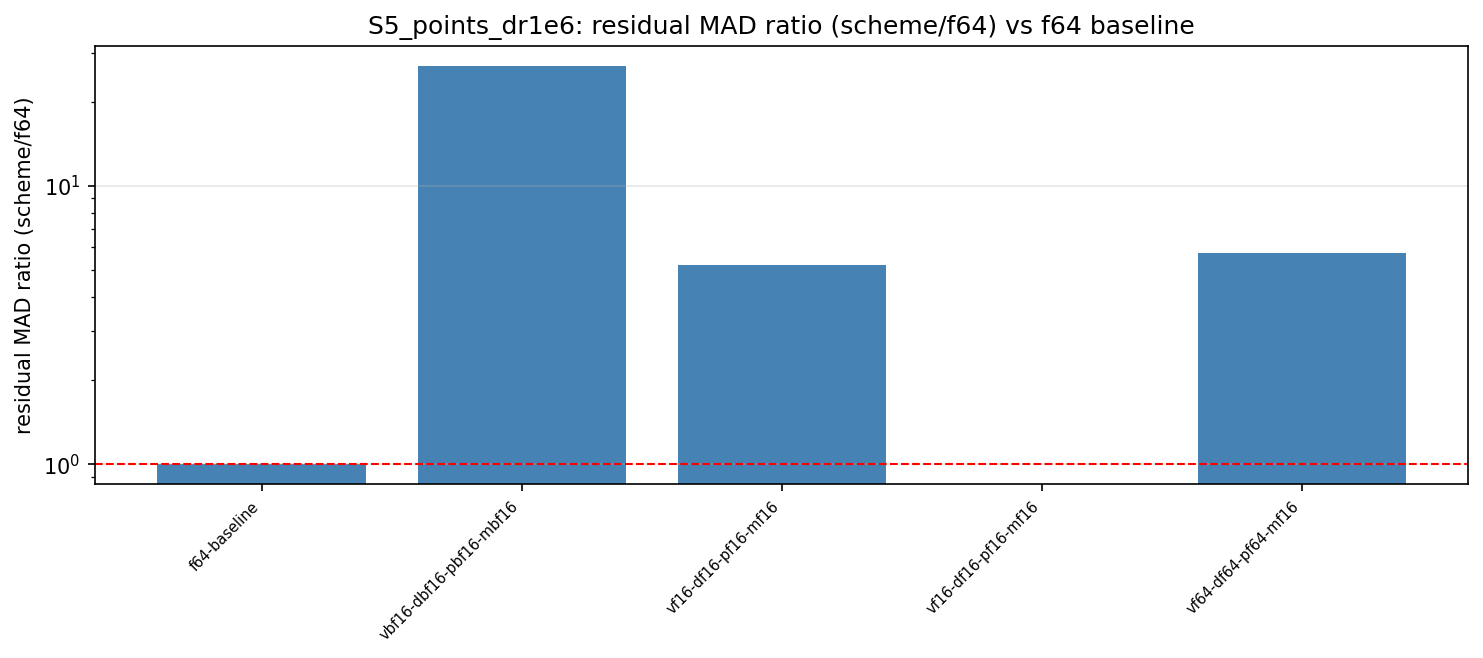 S5_points_dr1e6: residual MAD ratio (scheme/f64) vs f64 baseline
residual MAD ratio (scheme/f64)
10¹
10⁰
f64-baseline
vbf16-dbf16-pbf16-mbf16
vf16-df16-pf16-mf16
vf16-df16-pf16-mf16
vf64-df64-pf64-mf16